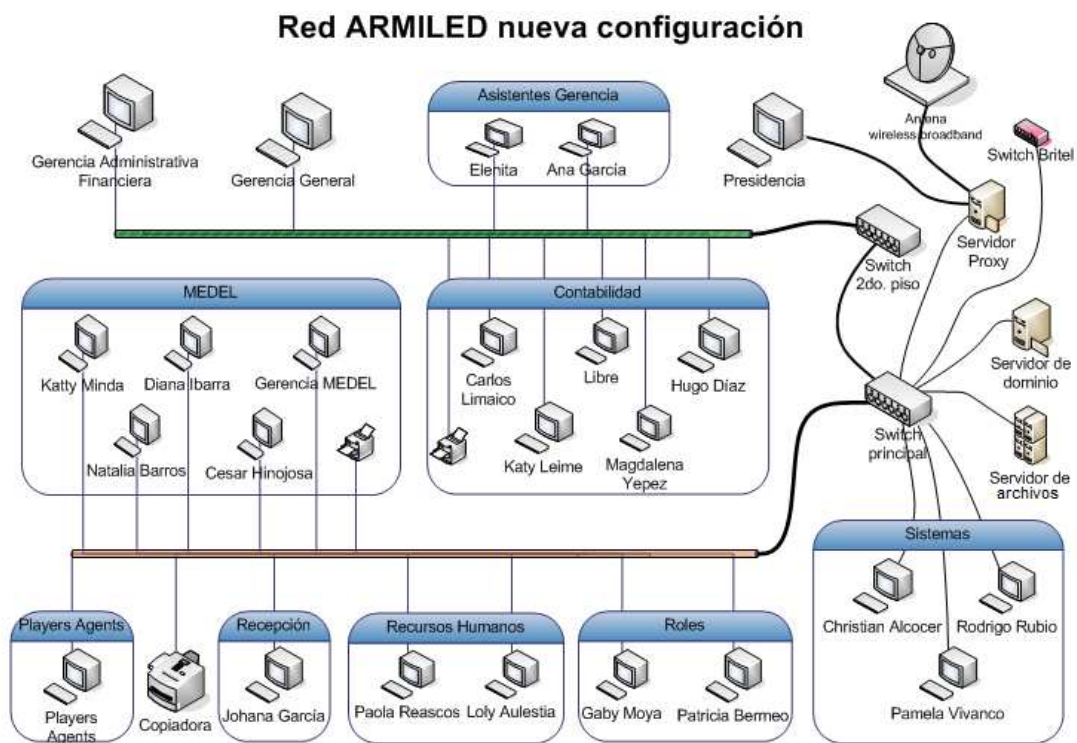 Red ARMILED nueva configuración
Asistentes Gerencia
Elenita
Ana García
Gerencia Administrativa
Financiera
Gerencia General
Presidencia
Antena
wireless broadband
Switch Britel
Servidor
Proxy
Switch
2do. piso
MEDEL
Katty Minda
Diana Ibarra
Gerencia MEDEL
Natalia Barros
Cesar Hinojosa
Contabilidad
Carlos
Limaico
Libre
Hugo Díaz
Katy Leime
Magdalena
Yepez
Servidor de
dominio
Switch
principal
Servidor de
archivos
Sistemas
Christian Alcocer
Rodrigo Rubio
Pamela Vivanco
Players Agents
Players
Agents
Copiadora
Recepción
Johana García
Recursos Humanos
Paola Reascos
Loly Aulestia
Roles
Gaby Moya
Patricia Bermeo